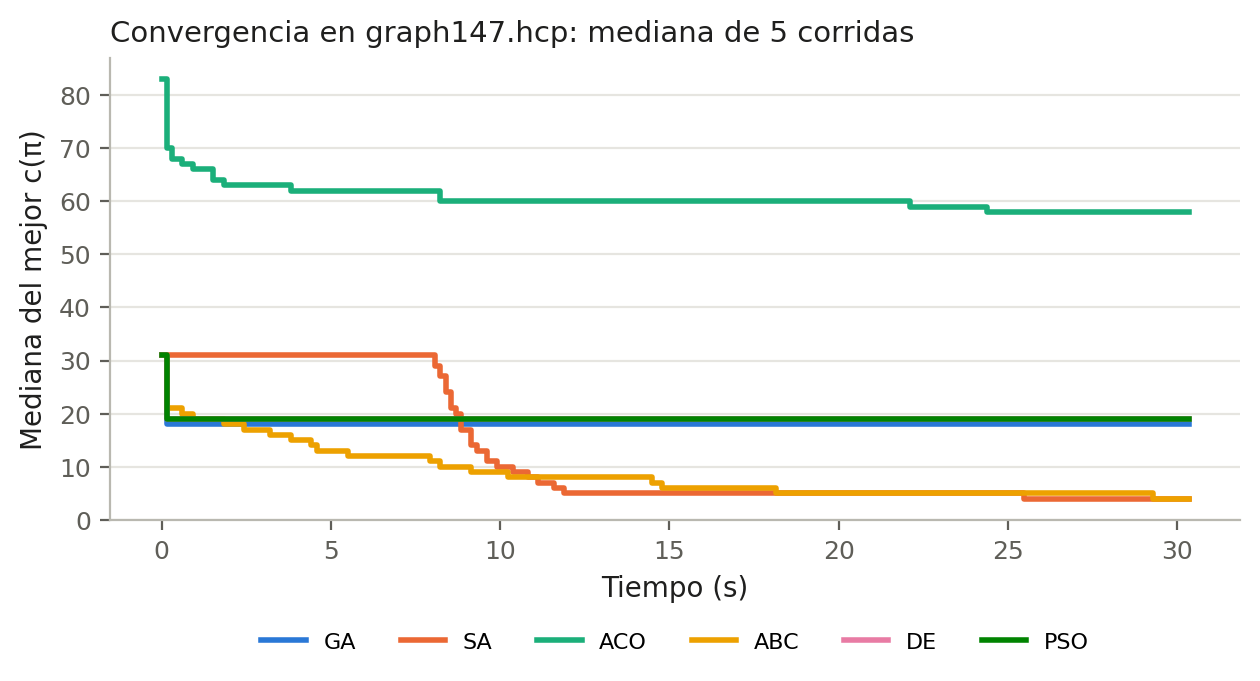 Convergencia en graph147.hcp: mediana de 5 corridas
Mediana del mejor c(π)
80
70
60
50
40
30
20
10
0
0 5 10 15 20 25 30
Tiempo (s)
GA SA ACO ABC DE PSO